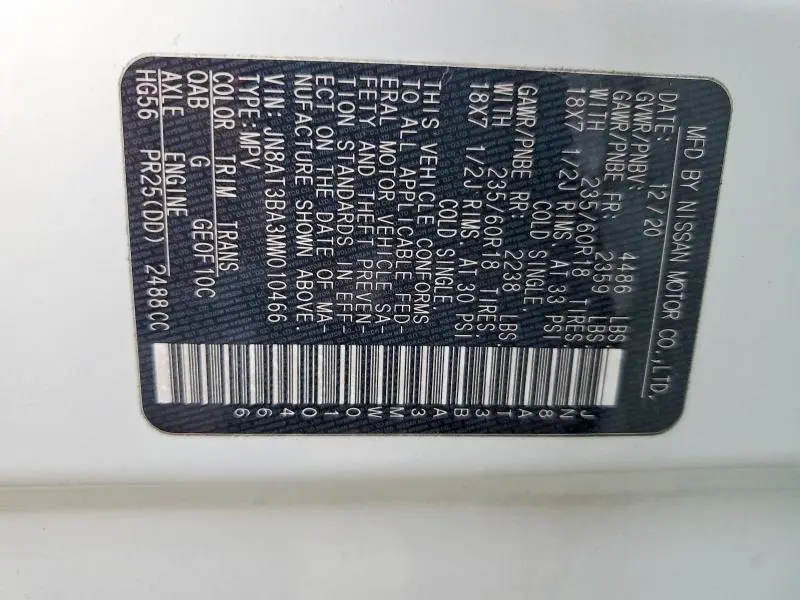 MFD BY NISSAN MOTOR CO.,LTD.
DATE: 12/20
GVWR/PNBV: 4486 LBS.
GAWR/PNBE FR: 2359 LBS.
WITH 235/60R18 TIRES,
18X7 1/2J RIMS, AT 33 PSI
COLD SINGLE.
GAWR/PNBE RR: 2238 LBS.
WITH 235/60R18 TIRES,
18X7 1/2J RIMS, AT 30 PSI
COLD SINGLE.
THIS VEHICLE CONFORMS
TO ALL APPLICABLE FED-
ERAL MOTOR VEHICLE SA-
FETY AND THEFT PREVEN-
TION STANDARDS IN EFF-
ECT ON THE DATE OF MA-
NUFACTURE SHOWN ABOVE.
VIN: JN8AT3BA3MW010466
TYPE:MPV
COLOR TRIM TRANS
QAB G GE0F10C
AXLE ENGINE
HG56 PR25(DD) 2488CC
JN8AT3BA3MW010466